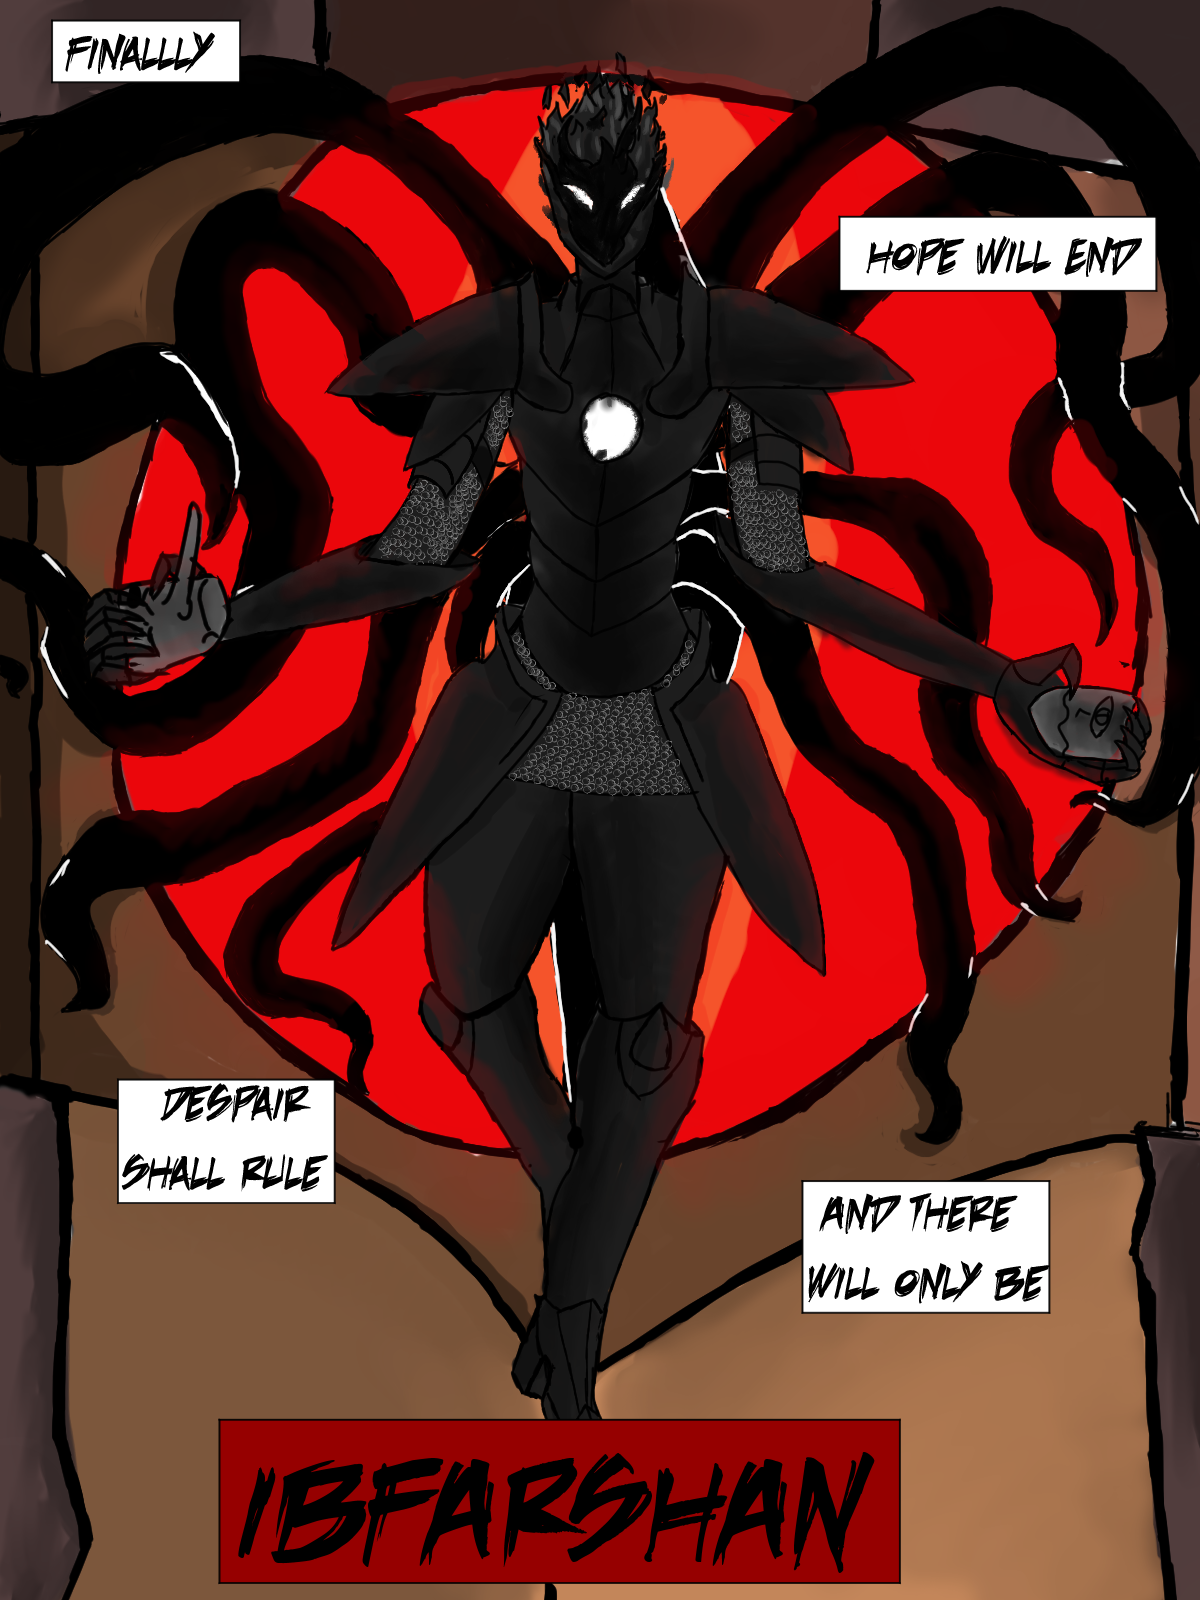 FINALLLY
HOPE WILL END
DESPAIR
SHALL RULE
AND THERE
WILL ONLY BE
IBFARSHAN